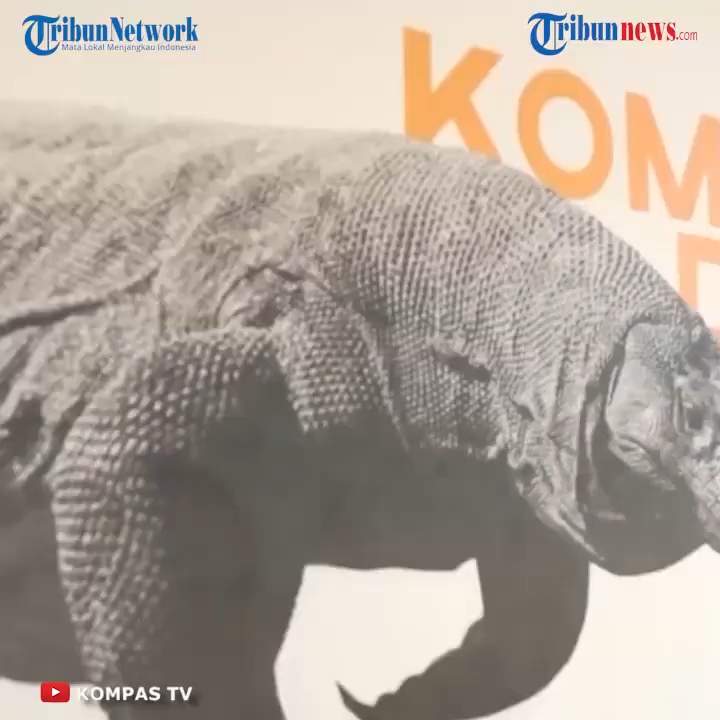 TribunNetwork
Mata Lokal Menjangkau Indonesia
Tribunnews.com
KOM
D
KOMPAS TV